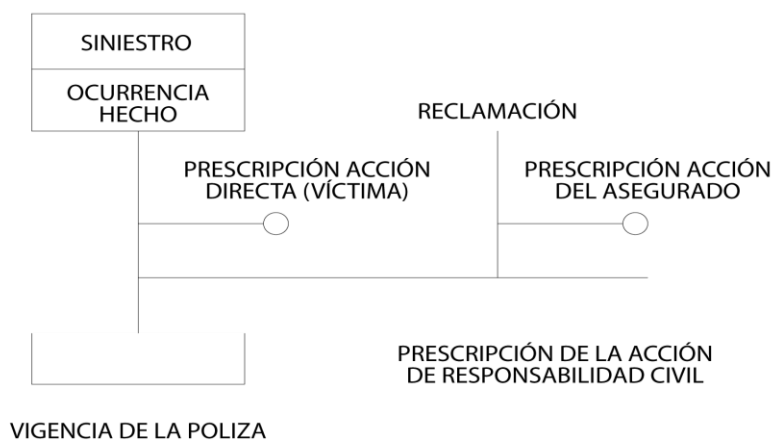 SINIESTRO
OCURRENCIA
HECHO
RECLAMACIÓN
PRESCRIPCIÓN ACCIÓN
DIRECTA (VÍCTIMA)
PRESCRIPCIÓN ACCIÓN
DEL ASEGURADO
PRESCRIPCIÓN DE LA ACCIÓN
DE RESPONSABILIDAD CIVIL
VIGENCIA DE LA POLIZA